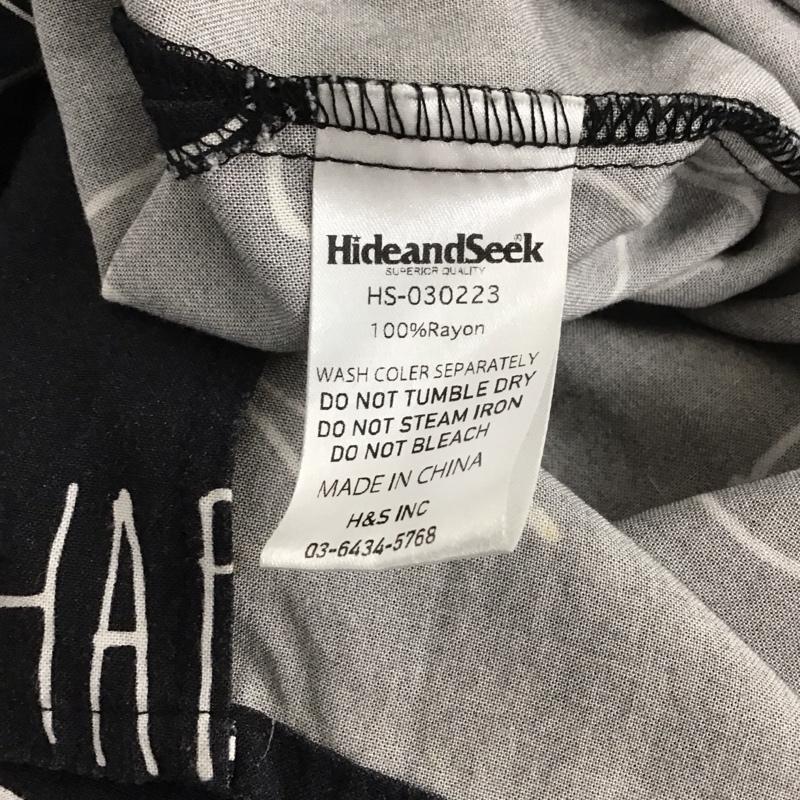 HideandSeek
SUPERIOR QUALITY
HS-030223
100%Rayon
WASH COLER SEPARATELY
DO NOT TUMBLE DRY
DO NOT STEAM IRON
DO NOT BLEACH
MADE IN CHINA
H&S INC
03-6434-5768
HAP